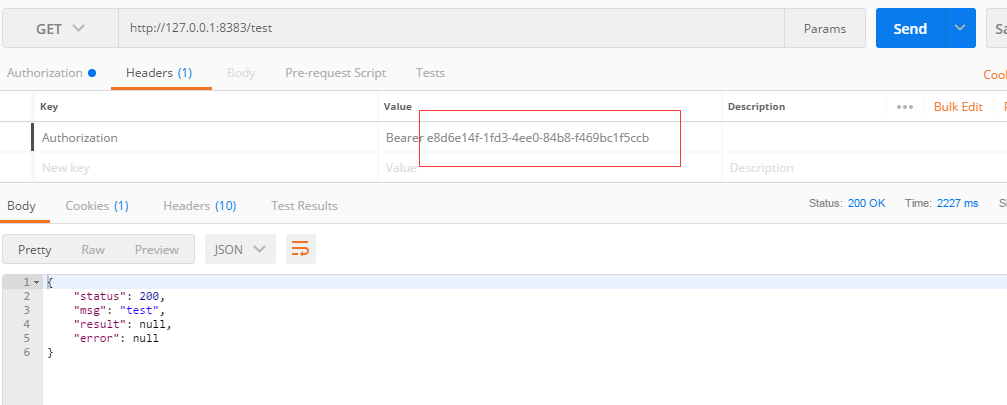 GET http://127.0.0.1:8383/test Params Send Sa
Authorization Headers (1) Body Pre-request Script Tests Cook
Key Value Description Bulk Edit
Authorization Bearer e8d6e14f-1fd3-4ee0-84b8-f469bc1f5ccb
New key Value Description
Body Cookies (1) Headers (10) Test Results Status: 200 OK Time: 2227 ms
Pretty Raw Preview JSON
1 {
2 "status": 200,
3 "msg": "test",
4 "result": null,
5 "error": null
6 }